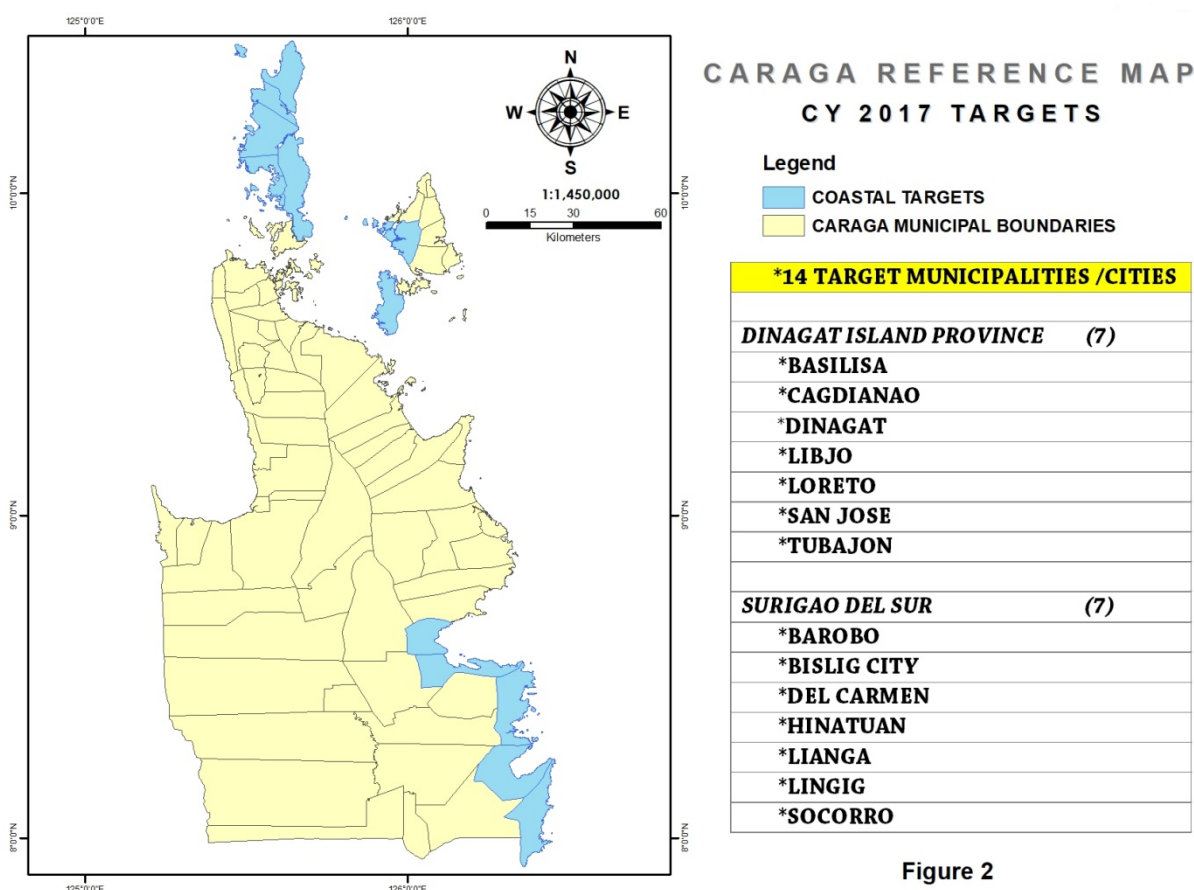 125°0'0"E
126°0'0"E
N
W
E
S
1:1,450,000
0 15 30 60
Kilometers
10°0'0"N
10°0'0"N
9°0'0"N
9°0'0"N
8°0'0"N
8°0'0"N
125°0'0"E
126°0'0"E
CARAGA REFERENCE MAP
CY 2017 TARGETS
Legend
COASTAL TARGETS
CARAGA MUNICIPAL BOUNDARIES
*14 TARGET MUNICIPALITIES /CITIES
DINAGAT ISLAND PROVINCE (7)
*BASILISA
*CAGDIANAO
*DINAGAT
*LIBJO
*LORETO
*SAN JOSE
*TUBAJON
SURIGAO DEL SUR (7)
*BAROBO
*BISLIG CITY
*DEL CARMEN
*HINATUAN
*LIANGA
*LINGIG
*SOCORRO
Figure 2